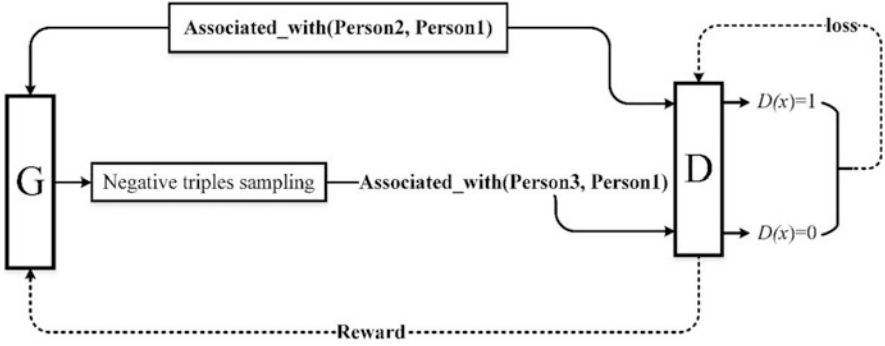 Associated_with(Person2, Person1)
loss
D(x)=1
G
Negative triples sampling
Associated_with(Person3, Person1)
D
D(x)=0
Reward